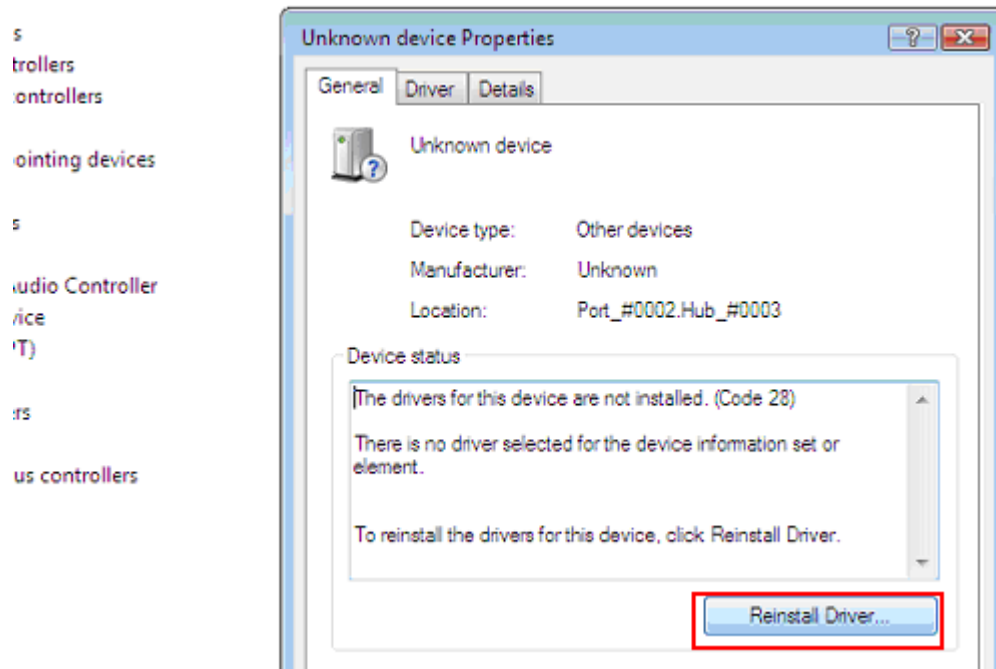 s
trollers
controllers
ointing devices
s
Audio Controller
vice
PT)
ers
us controllers
Unknown device Properties
General Driver Details
Unknown device
Device type: Other devices
Manufacturer: Unknown
Location: Port_#0002.Hub_#0003
Device status
The drivers for this device are not installed. (Code 28)
There is no driver selected for the device information set or
element.
To reinstall the drivers for this device, click Reinstall Driver.
Reinstall Driver...